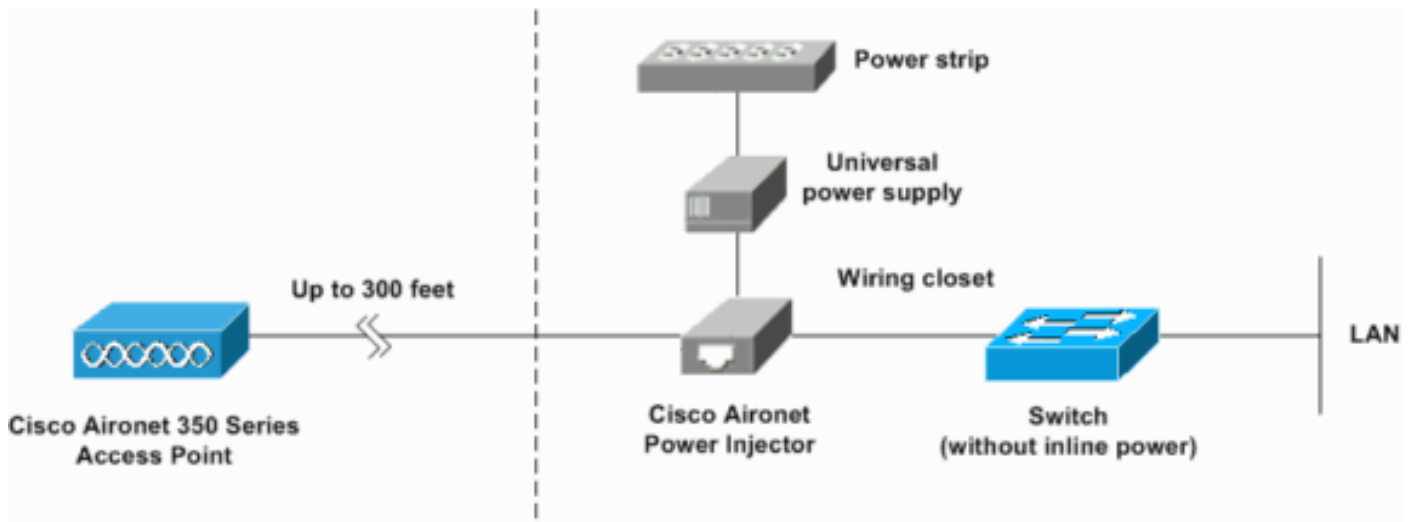 Power strip
Universal
power supply
Wiring closet
Up to 300 feet
LAN
Cisco Aironet 350 Series
Access Point
Cisco Aironet
Power Injector
Switch
(without inline power)